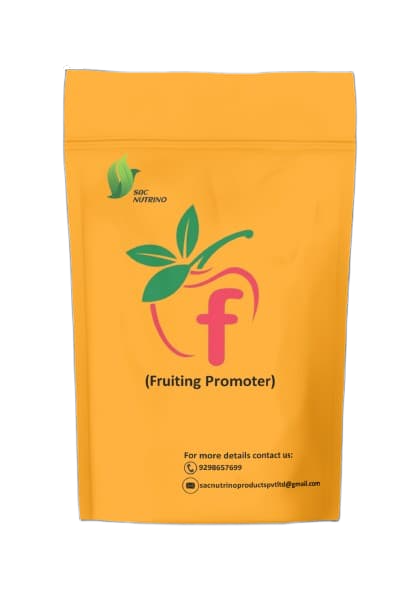 SAC
NUTRINO
f
(Fruiting Promoter)
For more details contact us:
9298657699
sacnutrinoproductspvtltd@gmail.com